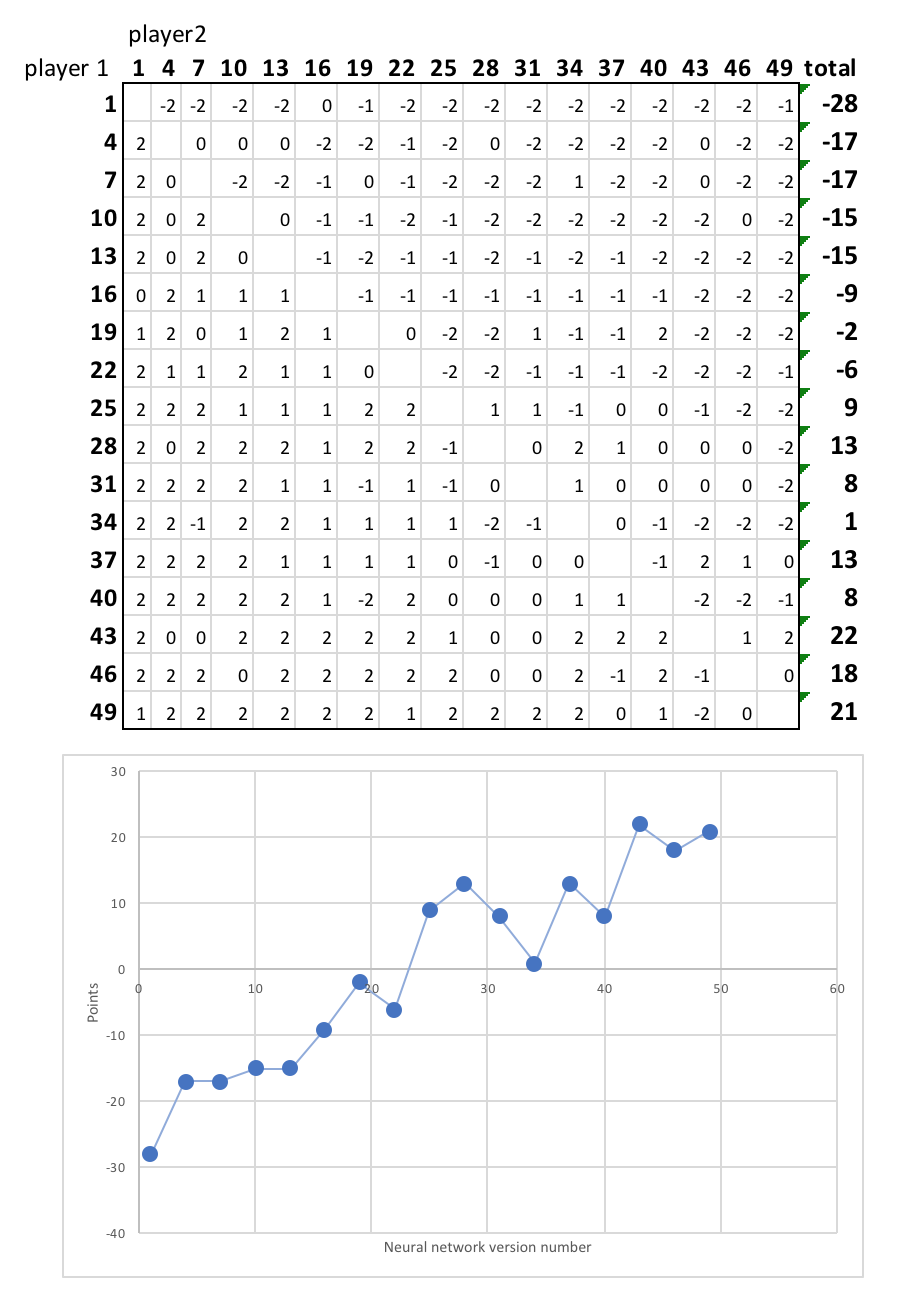 player2
player 1 1 4 7 10 13 16 19 22 25 28 31 34 37 40 43 46 49 total
1 -2 -2 -2 -2 0 -1 -2 -2 -2 -2 -2 -2 -2 -2 -2 -1 -28
4 2 0 0 0 -2 -2 -1 -2 0 -2 -2 -2 -2 0 -2 -2 -17
7 2 0 -2 -2 -1 0 -1 -2 -2 -2 1 -2 -2 0 -2 -2 -17
10 2 0 2 0 -1 -1 -2 -1 -2 -2 -2 -2 -2 -2 0 -2 -15
13 2 0 2 0 -1 -2 -1 -1 -2 -1 -2 -1 -2 -2 -2 -2 -15
16 0 2 1 1 1 -1 -1 -1 -1 -1 -1 -1 -1 -2 -2 -2 -9
19 1 2 0 1 2 1 0 -2 -2 1 -1 -1 2 -2 -2 -2 -2
22 2 1 1 2 1 1 0 -2 -2 -1 -1 -1 -2 -2 -2 -1 -6
25 2 2 2 1 1 1 2 2 1 1 -1 0 0 -1 -2 -2 9
28 2 0 2 2 2 1 2 2 -1 0 2 1 0 0 0 -2 13
31 2 2 2 2 1 1 -1 1 -1 0 1 0 0 0 0 -2 8
34 2 2 -1 2 2 1 1 1 1 -2 -1 0 -1 -2 -2 -2 1
37 2 2 2 2 1 1 1 1 0 -1 0 0 -1 2 1 0 13
40 2 2 2 2 2 1 -2 2 0 0 0 1 1 -2 -2 -1 8
43 2 0 0 2 2 2 2 2 1 0 0 2 2 2 1 2 22
46 2 2 2 0 2 2 2 2 2 0 0 2 -1 2 -1 0 18
49 1 2 2 2 2 2 2 1 2 2 2 2 0 1 -2 0 21
30
20
10
0
0 10 20 30 40 50 60
Points
-10
-20
-30
-40
Neural network version number